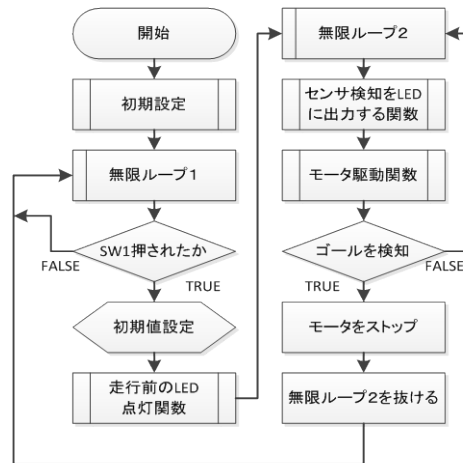 開始
初期設定
無限ループ1
SW1押されたか
FALSE
TRUE
初期値設定
走行前のLED
点灯関数
無限ループ2
センサ検知をLED
に出力する関数
モータ駆動関数
ゴールを検知
TRUE
FALSE
モータをストップ
無限ループ2を抜ける